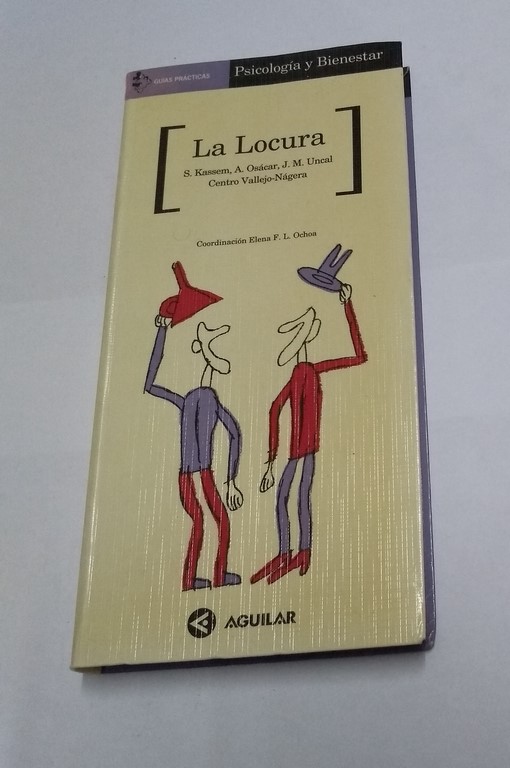 GUÍAS PRÁCTICAS
Psicología y Bienestar
La Locura
S. Kassem, A. Osácar, J. M. Uncal
Centro Vallejo-Nágera
Coordinación Elena F. L. Ochoa
AGUILAR